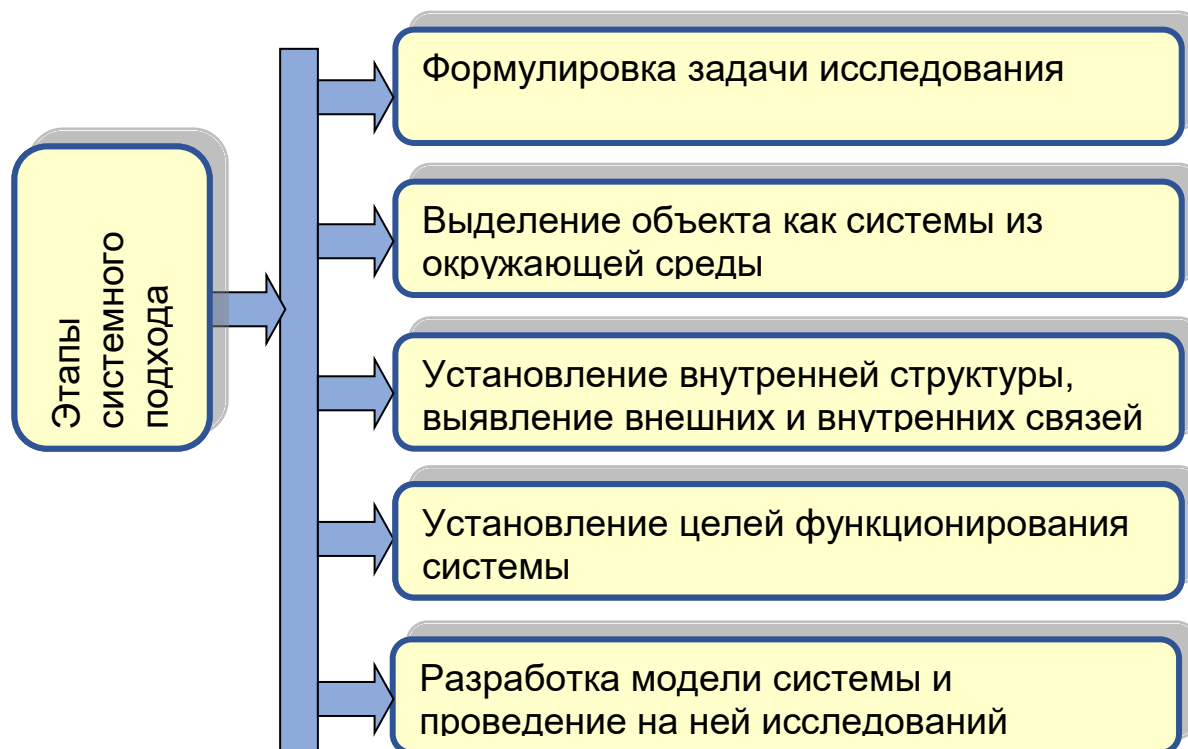 Этапы
системного
подхода
Формулировка задачи исследования
Выделение объекта как системы из
окружающей среды
Установление внутренней структуры,
выявление внешних и внутренних связей
Установление целей функционирования
системы
Разработка модели системы и
проведение на ней исследований